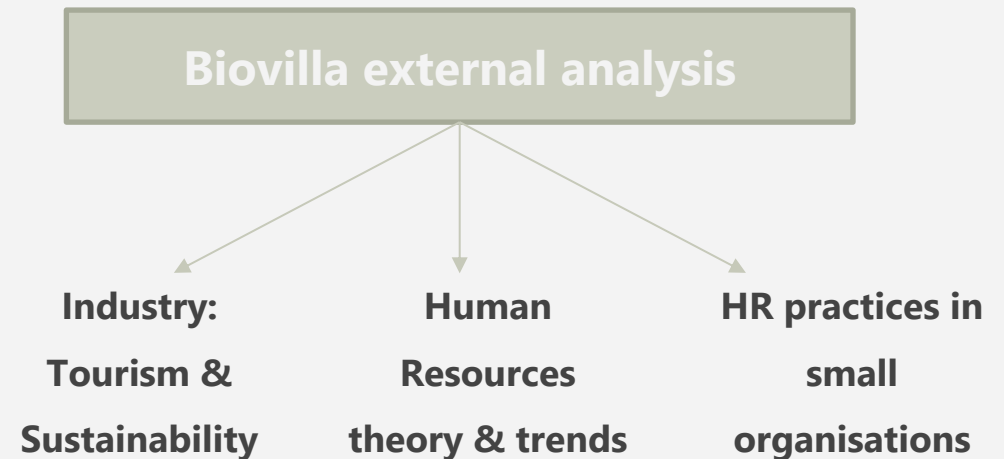 Biovilla external analysis
Industry:
Tourism &
Sustainability
Human
Resources
theory & trends
HR practices in
small
organisations